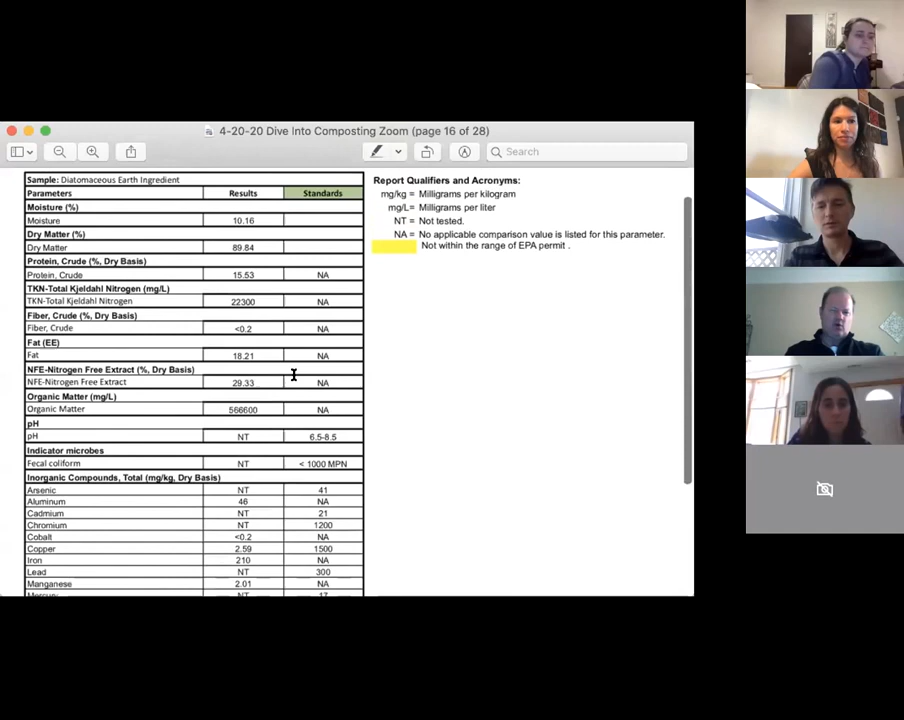 4-20-20 Dive Into Composting Zoom (page 16 of 28)
Search
Sample: Diatomaceous Earth Ingredient
Parameters Results Standards
Moisture (%)
Moisture 10.16
Dry Matter (%)
Dry Matter 89.84
Protein, Crude (%, Dry Basis)
Protein, Crude 15.53 NA
TKN-Total Kjeldahl Nitrogen (mg/L)
TKN-Total Kjeldahl Nitrogen 22300 NA
Fiber, Crude (%, Dry Basis)
Fiber, Crude <0.2 NA
Fat (EE)
Fat 18.21 NA
NFE-Nitrogen Free Extract (%, Dry Basis)
NFE-Nitrogen Free Extract 29.33 NA
Organic Matter (mg/L)
Organic Matter 566600 NA
pH
pH NT 6.5-8.5
Indicator microbes
Fecal coliform NT < 1000 MPN
Inorganic Compounds, Total (mg/kg, Dry Basis)
Arsenic NT 41
Aluminum 46 NA
Cadmium NT 21
Chromium NT 1200
Cobalt <0.2 NA
Copper 2.59 1500
Iron 210 NA
Lead NT 300
Manganese 2.01 NA
Mercury NT 17
Report Qualifiers and Acronyms:
mg/kg = Milligrams per kilogram
mg/L= Milligrams per liter
NT = Not tested.
NA = No applicable comparison value is listed for this parameter.
Not within the range of EPA permit .